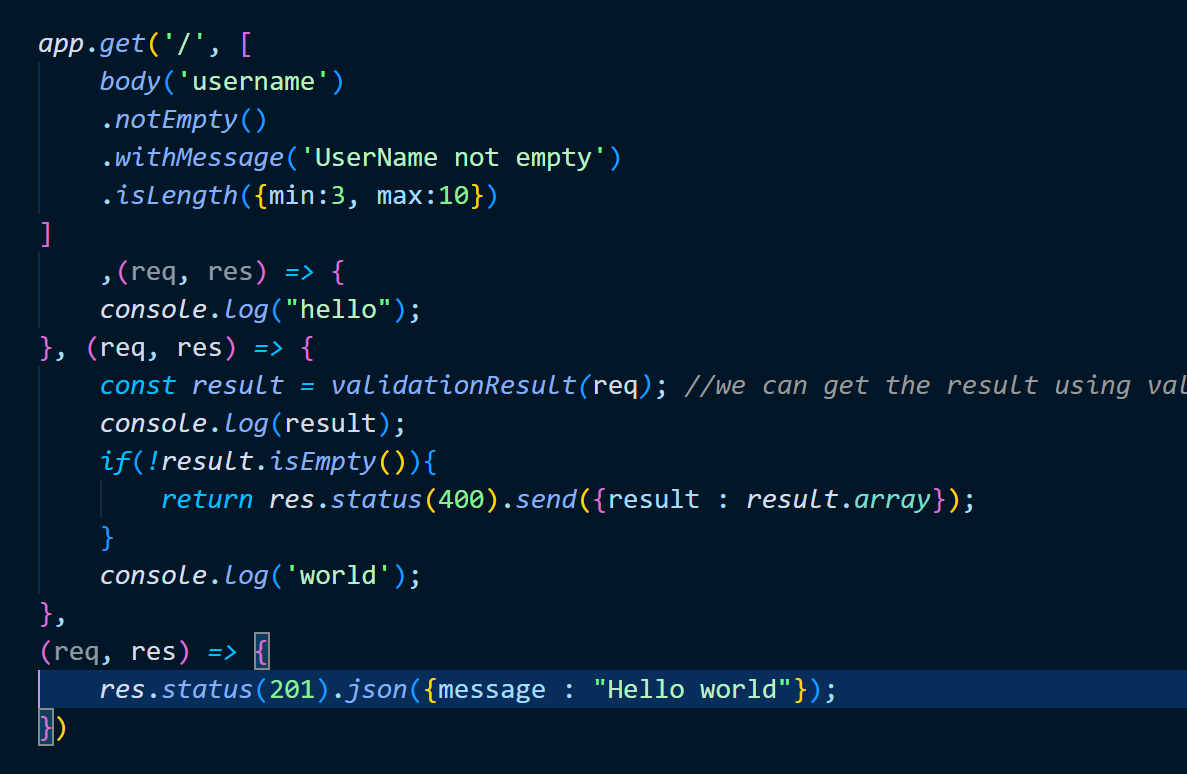 app.get('/', [
    body('username')
    .notEmpty()
    .withMessage('UserName not empty')
    .isLength({min:3, max:10})
]
    ,(req, res) => {
    console.log("hello");
}, (req, res) => {
    const result = validationResult(req); //we can get the result using
    console.log(result);
    if(!result.isEmpty()){
        return res.status(400).send({result : result.array});
    }
    console.log('world');
},
(req, res) => {
    res.status(201).json({message : "Hello world"});
})